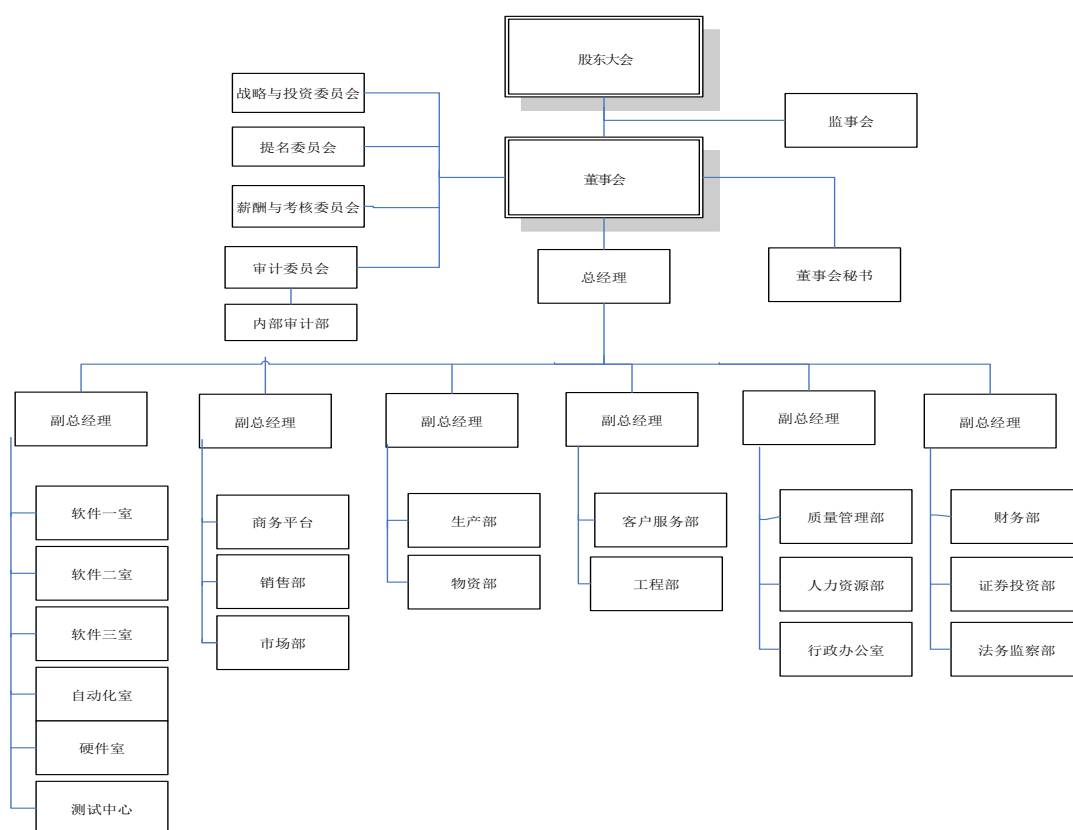 股东大会
战略与投资委员会
监事会
提名委员会
董事会
薪酬与考核委员会
审计委员会
总经理
董事会秘书
内部审计部
副总经理
副总经理
副总经理
副总经理
副总经理
副总经理
软件一室
商务平台
生产部
客户服务部
质量管理部
财务部
软件二室
销售部
物资部
工程部
人力资源部
证券投资部
软件三室
市场部
行政办公室
法务监察部
自动化室
硬件室
测试中心